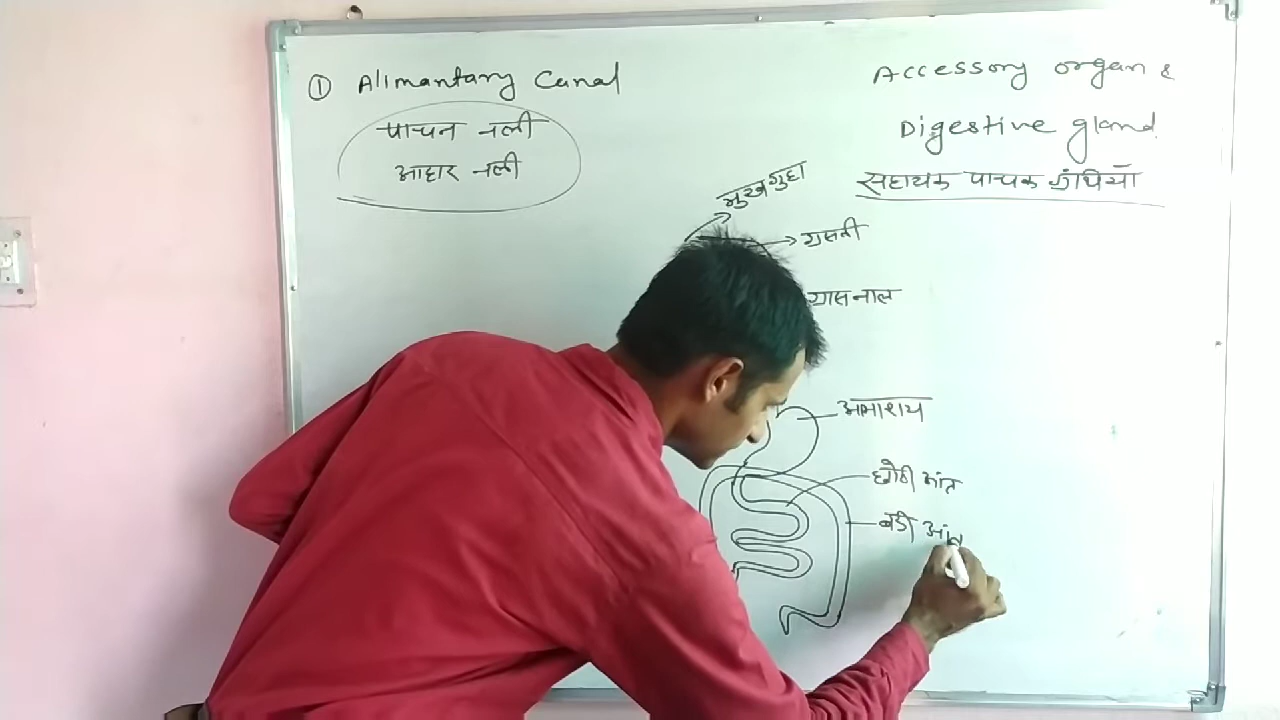 ① Alimantary Canal
पाचन नली
आहार नली
Accessory organ &
Digestive gland
सहायक पाचक ग्रंथियाँ
मुखगुहा
ग्रसनी
ग्रासनाल
आमाशय
छोटी आंत
बडी आंत